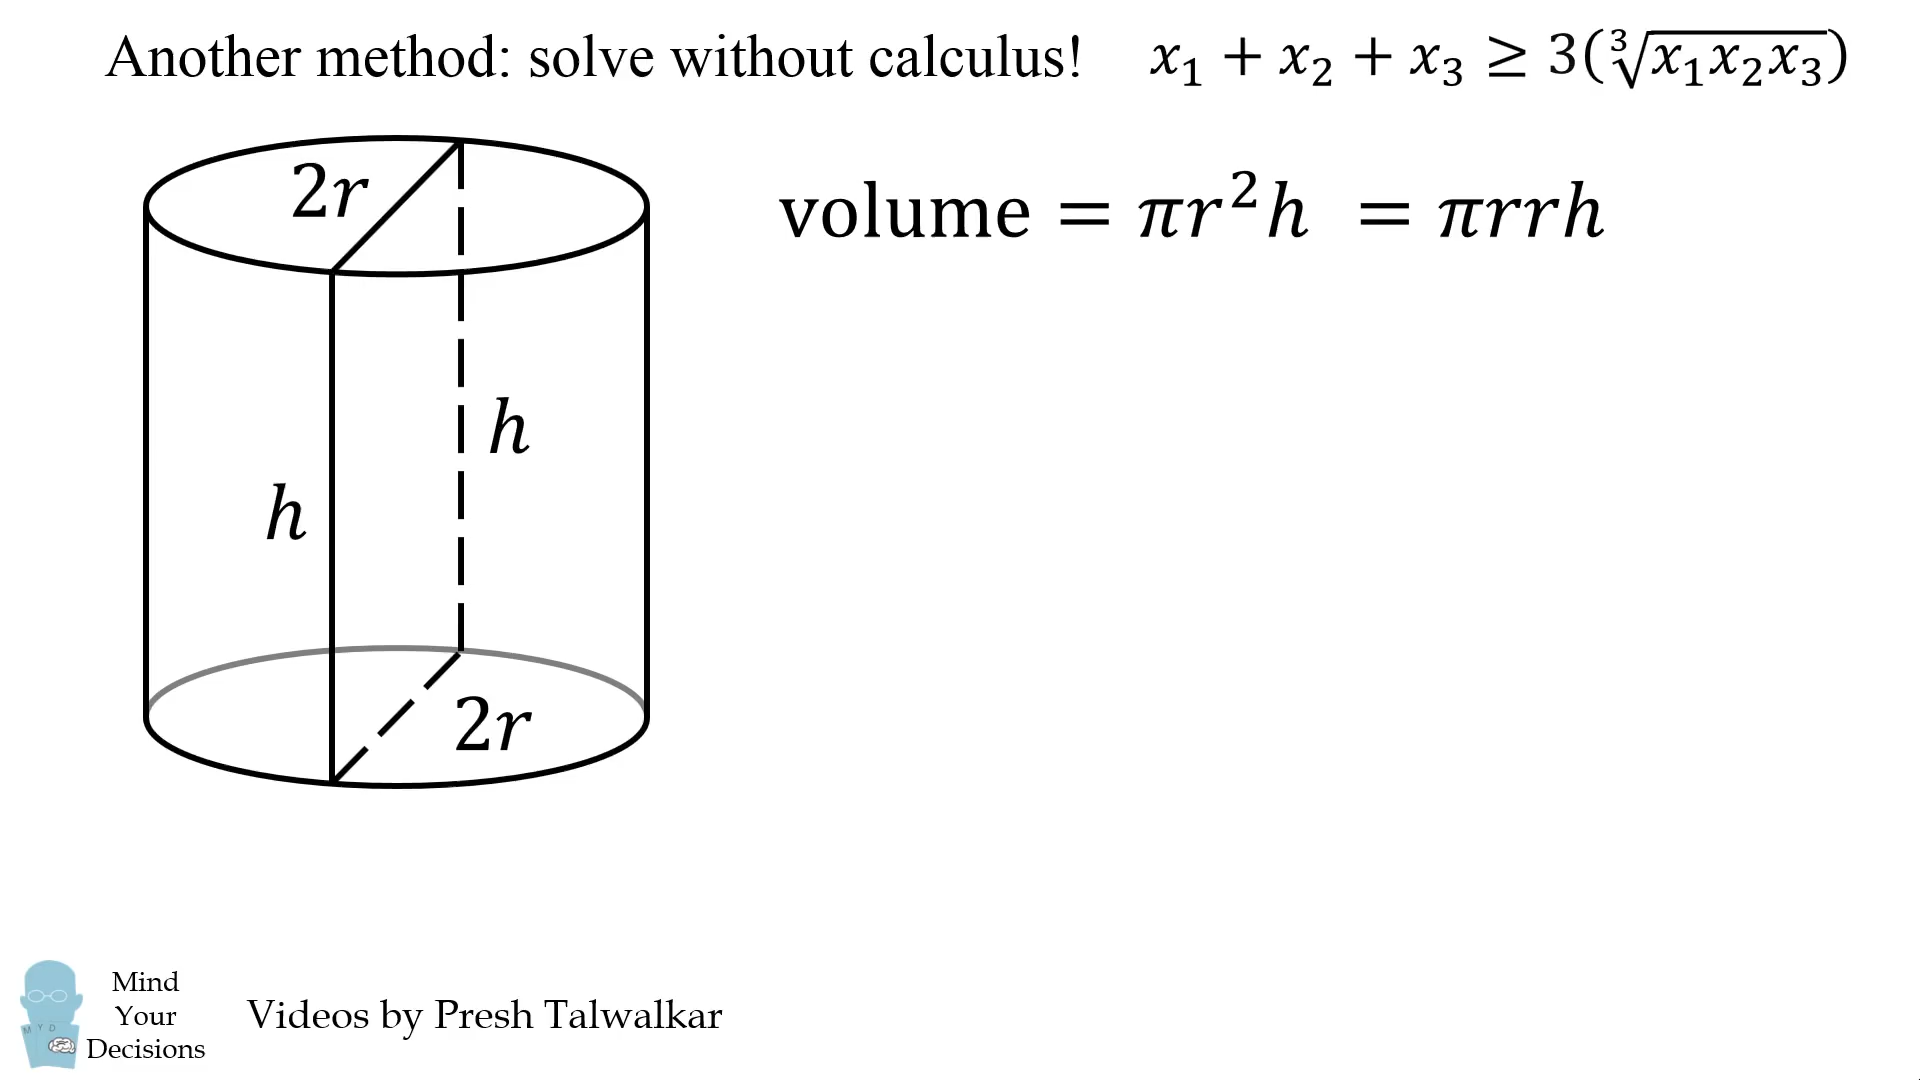 Another method: solve without calculus! x₁ + x₂ + x₃ ≥ 3(∛x₁x₂x₃)
2r
volume = πr²h = πrrh
h
h
2r
Mind
Your
Decisions
M Y D
Videos by Presh Talwalkar